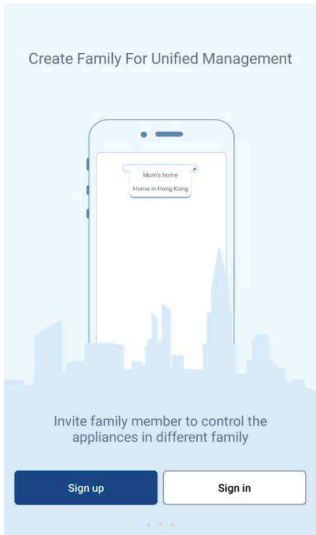 Create Family For Unified Management
Mom's home
Home in Hong Kong
Invite family member to control the
appliances in different family
Sign up
Sign in